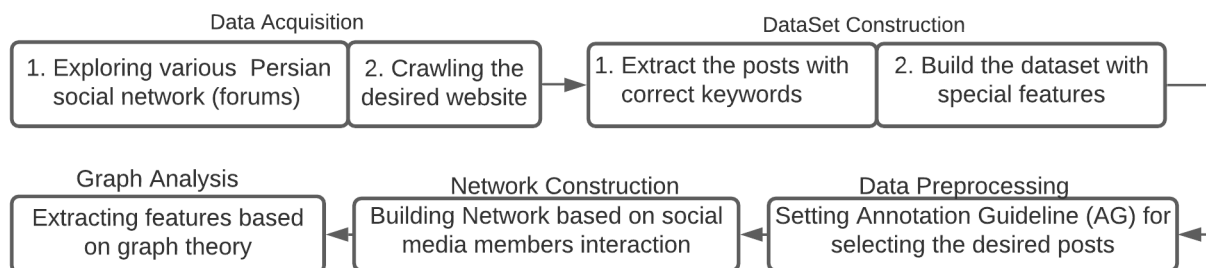 Data Acquisition
1. Exploring various Persian
social network (forums)
2. Crawling the
desired website
DataSet Construction
1. Extract the posts with
correct keywords
2. Build the dataset with
special features
Data Preprocessing
Setting Annotation Guideline (AG) for
selecting the desired posts
Network Construction
Building Network based on social
media members interaction
Graph Analysis
Extracting features based
on graph theory